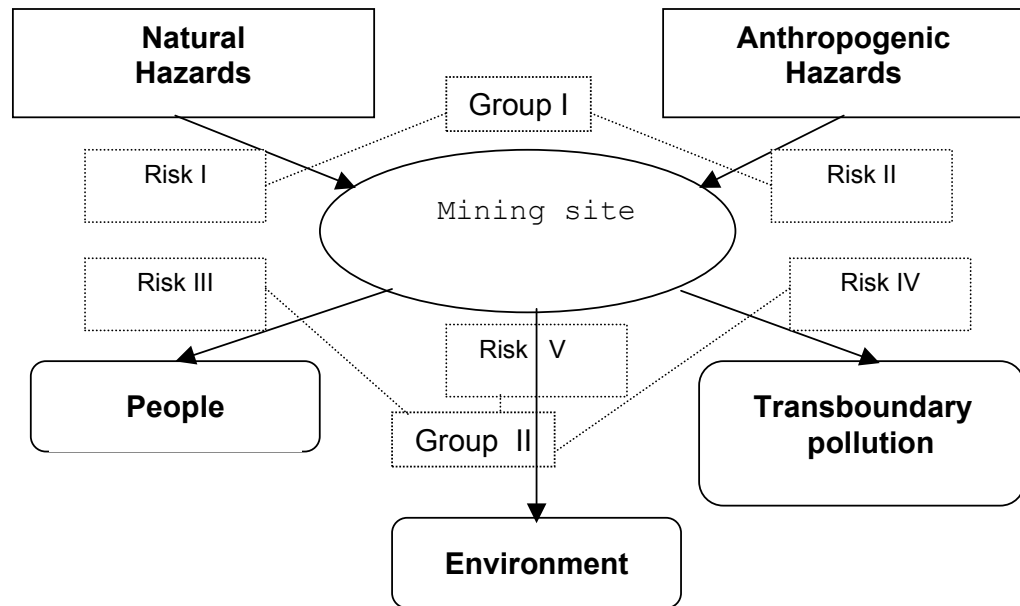 Natural
Hazards
Anthropogenic
Hazards
Group I
Risk I
Risk II
Mining site
Risk III
Risk IV
Risk V
People
Group II
Transboundary
pollution
Environment